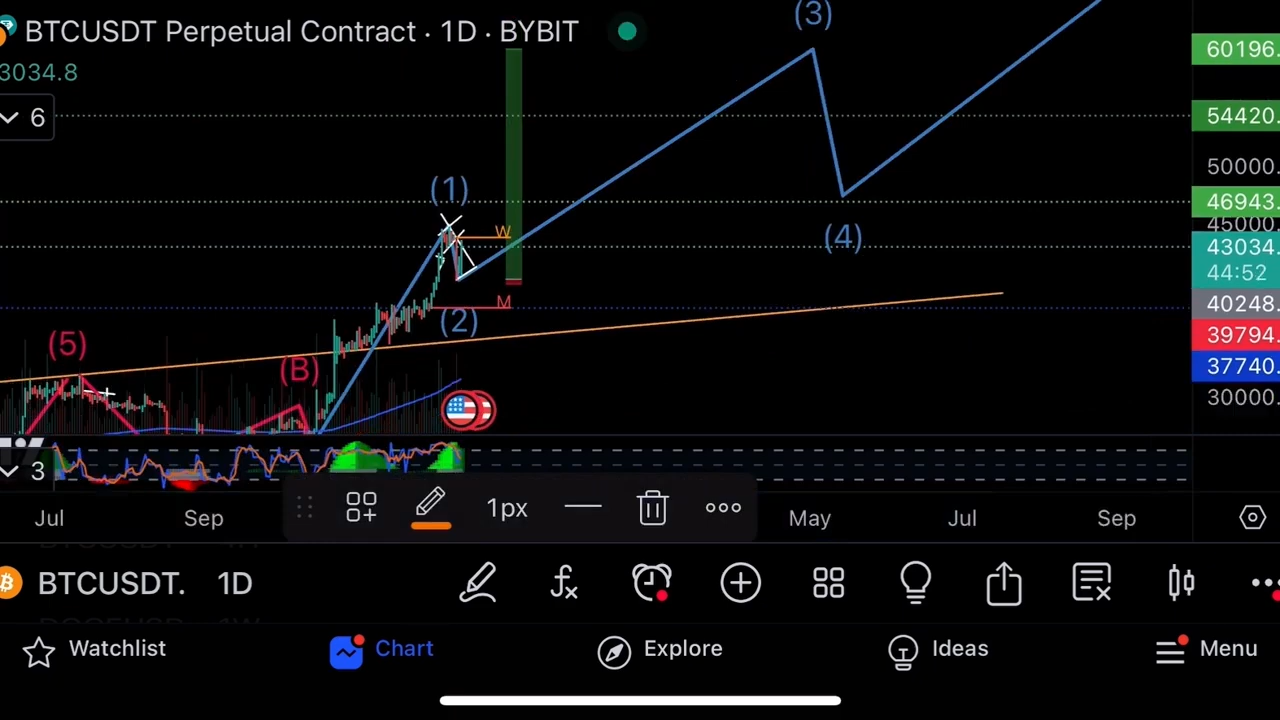 BTCUSDT Perpetual Contract · 1D · BYBIT
3034.8
6
(3)
(1)
(4)
W
M
(2)
(5)
(B)
60196.
54420.
50000.
46943.
45000.
43034.
44:52
40248.
39794.
37740.
30000.
3
1px
Jul
Sep
May
Jul
Sep
BTCUSDT. 1D
Watchlist
Chart
Explore
Ideas
Menu